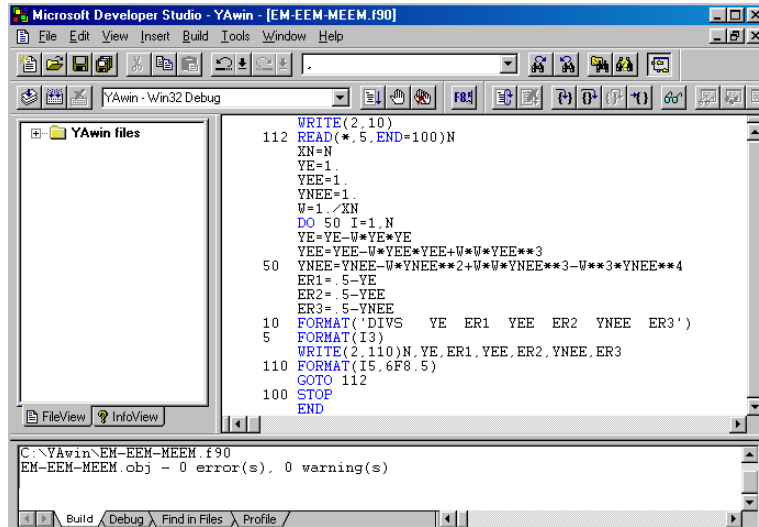 Microsoft Developer Studio - YAwin - [EM-EEM-MEEM.f90]
File Edit View Insert Build Tools Window Help
.
YAwin - Win32 Debug
F8.1
YAwin files
WRITE(2,10)
112 READ(*,5,END=100)N
XN=N
YE=1.
YEE=1.
YNEE=1.
W=1./XN
DO 50 I=1,N
YE=YE-W*YE*YE
YEE=YEE-W*YEE*YEE+W*W*YEE**3
50 YNEE=YNEE-W*YNEE**2+W*W*YNEE**3-W**3*YNEE**4
ER1=.5-YE
ER2=.5-YEE
ER3=.5-YNEE
10 FORMAT('DIVS YE ER1 YEE ER2 YNEE ER3')
5 FORMAT(I3)
WRITE(2,110)N,YE,ER1,YEE,ER2,YNEE,ER3
110 FORMAT(I5,6F8.5)
GOTO 112
100 STOP
END
FileView InfoView
C:\YAwin\EM-EEM-MEEM.f90
EM-EEM-MEEM.obj - 0 error(s), 0 warning(s)
Build Debug Find in Files Profile